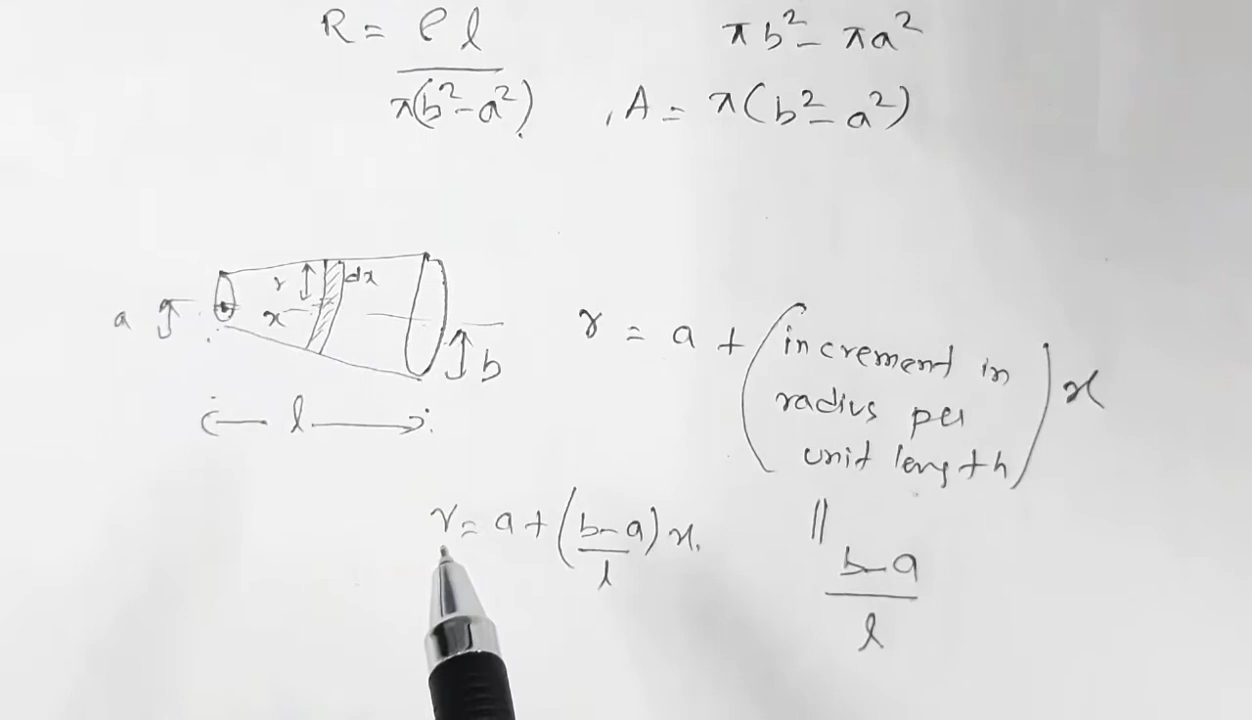 R = ρl / π(b² - a²)
πb² - πa²
, A = π(b² - a²)
r
dx
x
a
b
l
r = a + (increment in
radius per
unit length) x
r = a + (b-a / l) x.
||
b-a / l